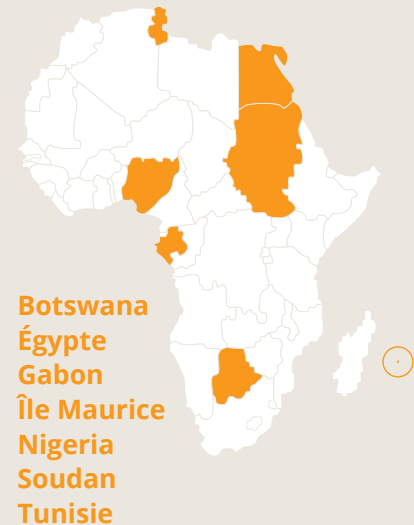 Botswana
Égypte
Gabon
Île Maurice
Nigeria
Soudan
Tunisie